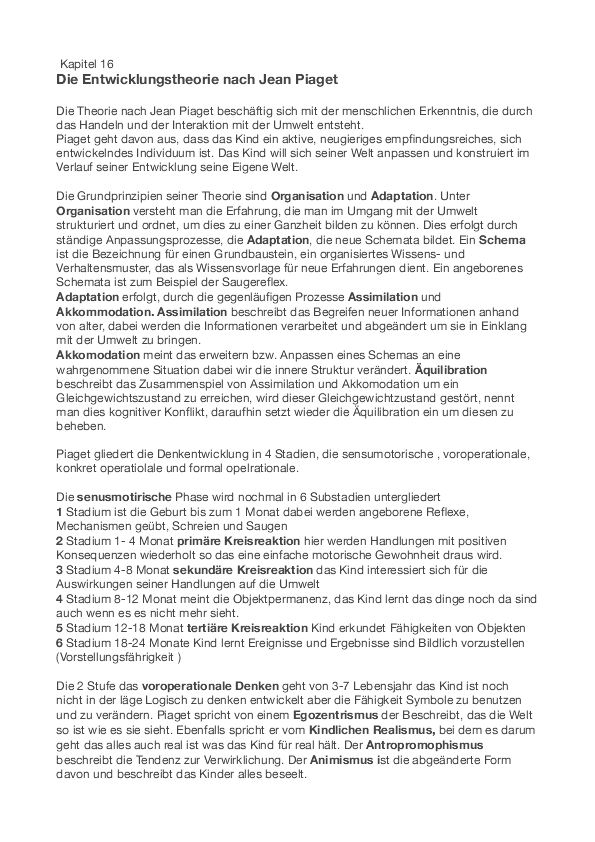 Kapitel 16
Die Entwicklungstheorie nach Jean Piaget
Die Theorie nach Jean Piaget beschäftig sich mit der menschlichen Erkenntnis, die durch
das Handeln und der Interaktion mit der Umwelt entsteht.
Piaget geht davon aus, dass das Kind ein aktive, neugieriges empfindungsreiches, sich
entwickelndes Individuum ist. Das Kind will sich seiner Welt anpassen und konstruiert im
Verlauf seiner Entwicklung seine Eigene Welt.
Die Grundprinzipien seiner Theorie sind Organisation und Adaptation. Unter
Organisation versteht man die Erfahrung, die man im Umgang mit der Umwelt
strukturiert und ordnet, um dies zu einer Ganzheit bilden zu können. Dies erfolgt durch
ständige Anpassungsprozesse, die Adaptation, die neue Schemata bildet. Ein Schema
ist die Bezeichnung für einen Grundbaustein, ein organisiertes Wissens- und
Verhaltensmuster, das als Wissensvorlage für neue Erfahrungen dient. Ein angeborenes
Schemata ist zum Beispiel der Saugereflex.
Adaptation erfolgt, durch die gegenläufigen Prozesse Assimilation und
Akkommodation. Assimilation beschreibt das Begreifen neuer Informationen anhand
von alter, dabei werden die Informationen verarbeitet und abgeändert um sie in Einklang
mit der Umwelt zu bringen.
Akkomodation meint das erweitern bzw. Anpassen eines Schemas an eine
wahrgenommene Situation dabei wir die innere Struktur verändert. Äquilibration
beschreibt das Zusammenspiel von Assimilation und Akkomodation um ein
Gleichgewichtszustand zu erreichen, wird dieser Gleichgewichtzustand gestört, nennt
man dies kognitiver Konflikt, daraufhin setzt wieder die Äquilibration ein um diesen zu
beheben.
Piaget gliedert die Denkentwicklung in 4 Stadien, die sensumotorische , voroperationale,
konkret operatiolale und formal opelrationale.
Die senusmotirische Phase wird nochmal in 6 Substadien untergliedert
1 Stadium ist die Geburt bis zum 1 Monat dabei werden angeborene Reflexe,
Mechanismen geübt, Schreien und Saugen
2 Stadium 1- 4 Monat primäre Kreisreaktion hier werden Handlungen mit positiven
Konsequenzen wiederholt so das eine einfache motorische Gewohnheit draus wird.
3 Stadium 4-8 Monat sekundäre Kreisreaktion das Kind interessiert sich für die
Auswirkungen seiner Handlungen auf die Umwelt
4 Stadium 8-12 Monat meint die Objektpermanenz, das Kind lernt das dinge noch da sind
auch wenn es es nicht mehr sieht.
5 Stadium 12-18 Monat tertiäre Kreisreaktion Kind erkundet Fähigkeiten von Objekten
6 Stadium 18-24 Monate Kind lernt Ereignisse und Ergebnisse sind Bildlich vorzustellen
(Vorstellungsfährigkeit )
Die 2 Stufe das voroperationale Denken geht von 3-7 Lebensjahr das Kind ist noch
nicht in der läge Logisch zu denken entwickelt aber die Fähigkeit Symbole zu benutzen
und zu verändern. Piaget spricht von einem Egozentrismus der Beschreibt, das die Welt
so ist wie es sie sieht. Ebenfalls spricht er vom Kindlichen Realismus, bei dem es darum
geht das alles auch real ist was das Kind für real hält. Der Antropromophismus
beschreibt die Tendenz zur Verwirklichung. Der Animismus ist die abgeänderte Form
davon und beschreibt das Kinder alles beseelt.